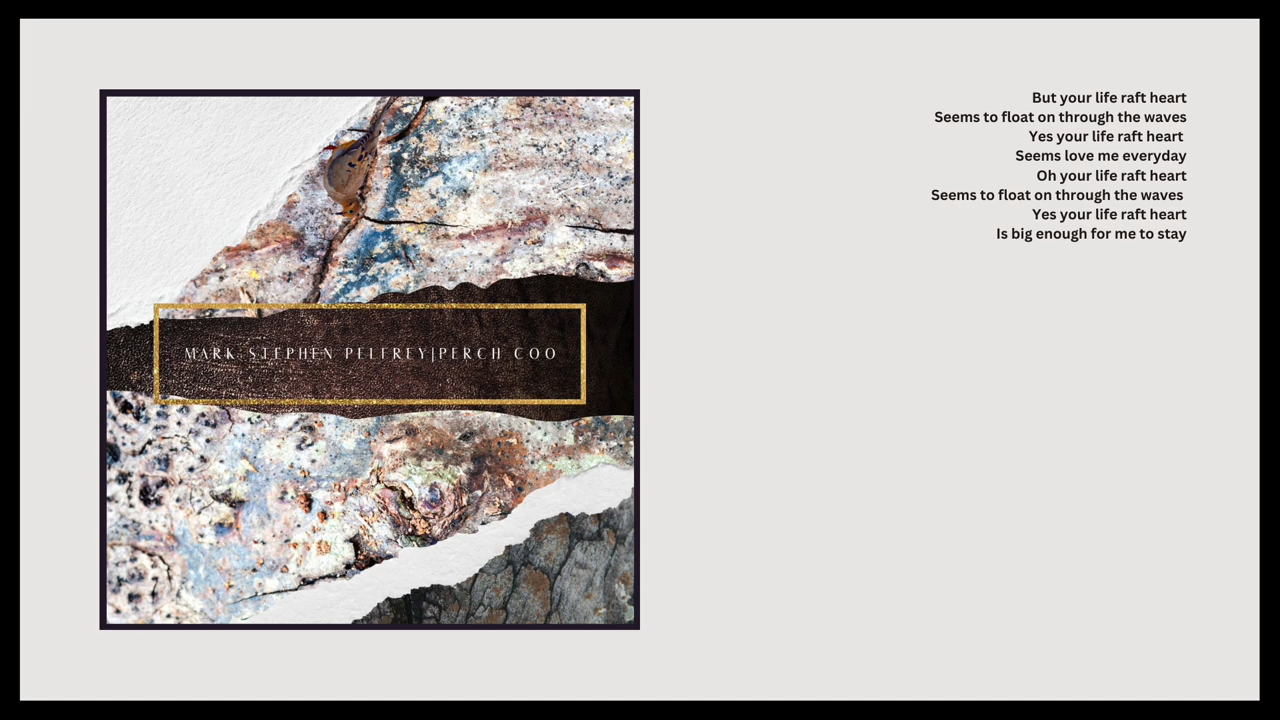 MARK STEPHEN PELFREY|PERCH COO
But your life raft heart
Seems to float on through the waves
Yes your life raft heart
Seems love me everyday
Oh your life raft heart
Seems to float on through the waves
Yes your life raft heart
Is big enough for me to stay